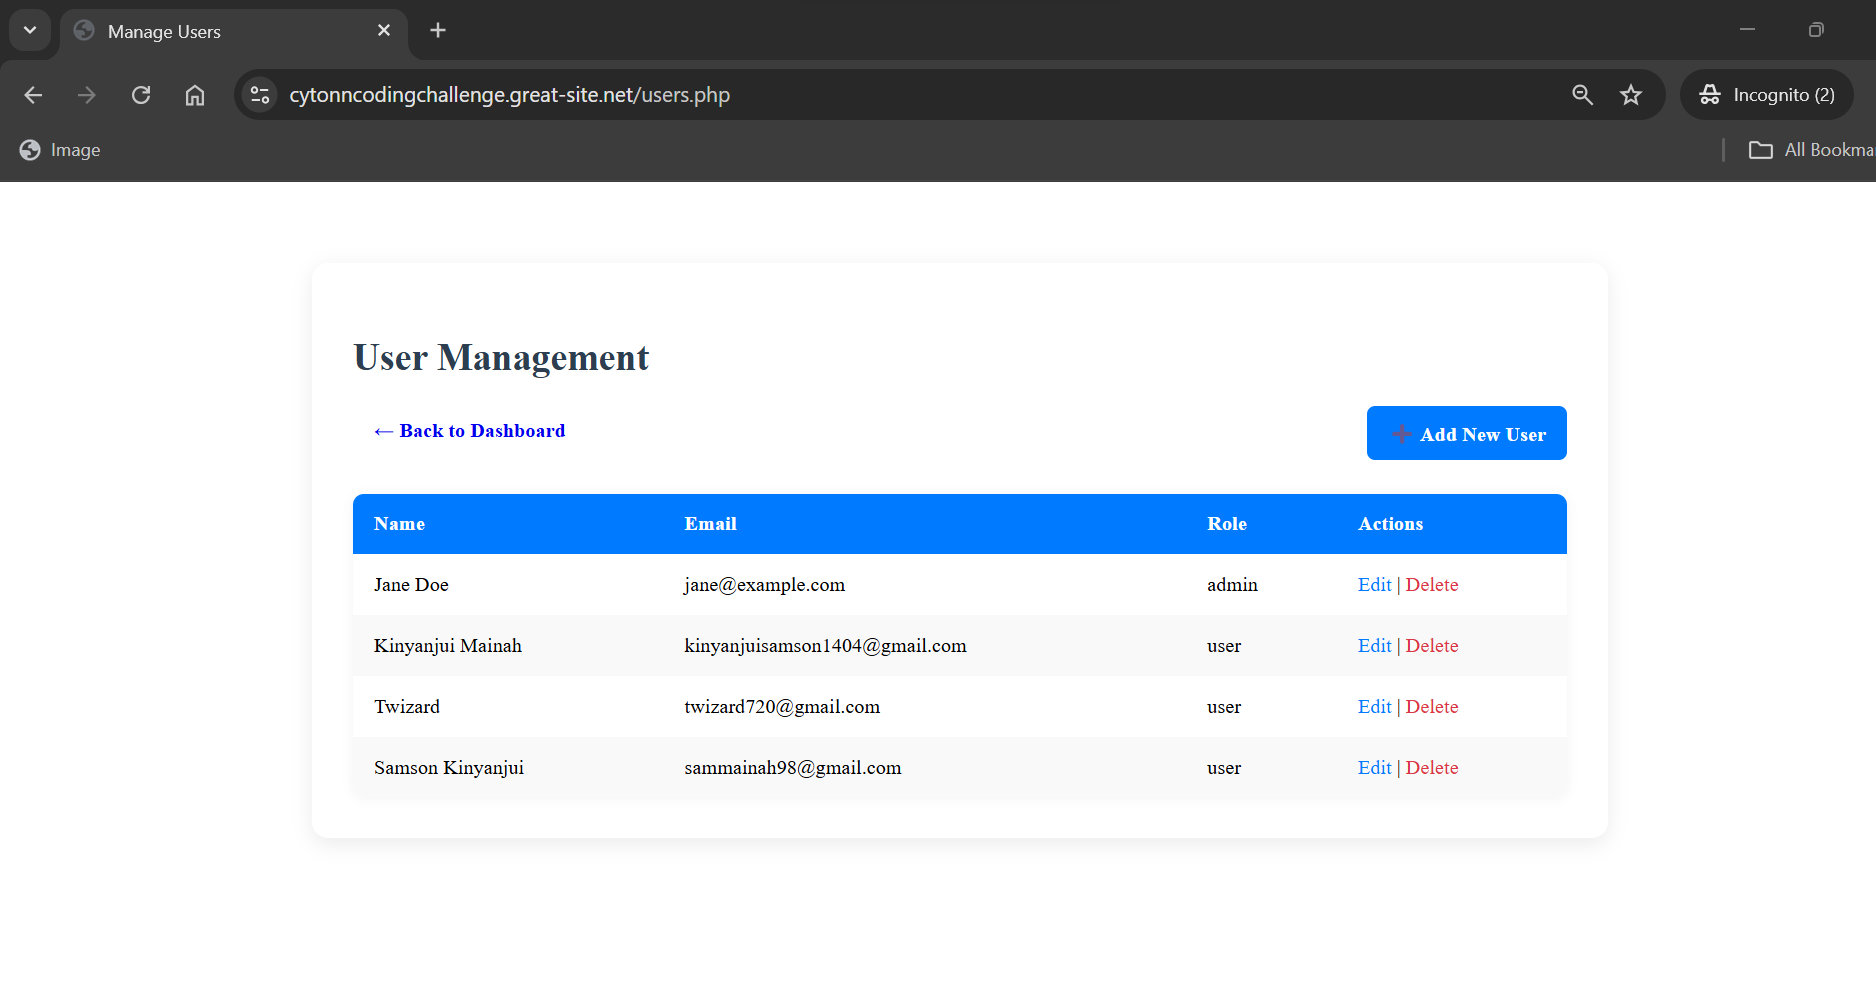 Manage Users
cytonncodingchallenge.great-site.net/users.php
Incognito (2)
Image
All Bookma
User Management
← Back to Dashboard
➕ Add New User
Name Email Role Actions
Jane Doe jane@example.com admin Edit | Delete
Kinyanjui Mainah kinyanjuisamson1404@gmail.com user Edit | Delete
Twizard twizard720@gmail.com user Edit | Delete
Samson Kinyanjui sammainah98@gmail.com user Edit | Delete